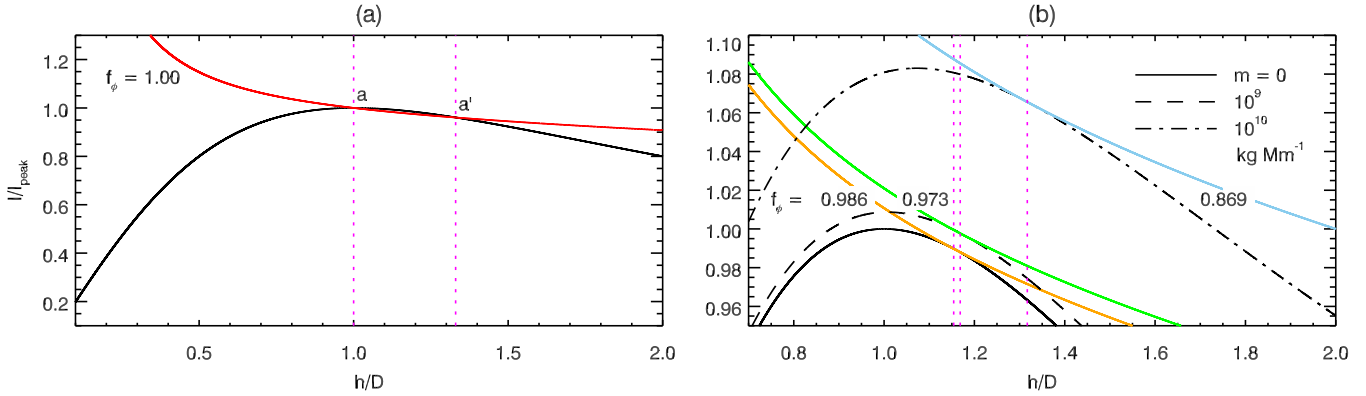 (a)
I/I_peak
1.2
1.0
0.8
0.6
0.4
0.2
f_ϕ = 1.00
a
a'
0.5
1.0
1.5
2.0
h/D
(b)
1.10
1.08
1.06
1.04
1.02
1.00
0.98
0.96
m = 0
10^9
10^10
kg Mm^-1
f_ϕ = 0.986 0.973 0.869
0.8
1.0
1.2
1.4
1.6
1.8
2.0
h/D